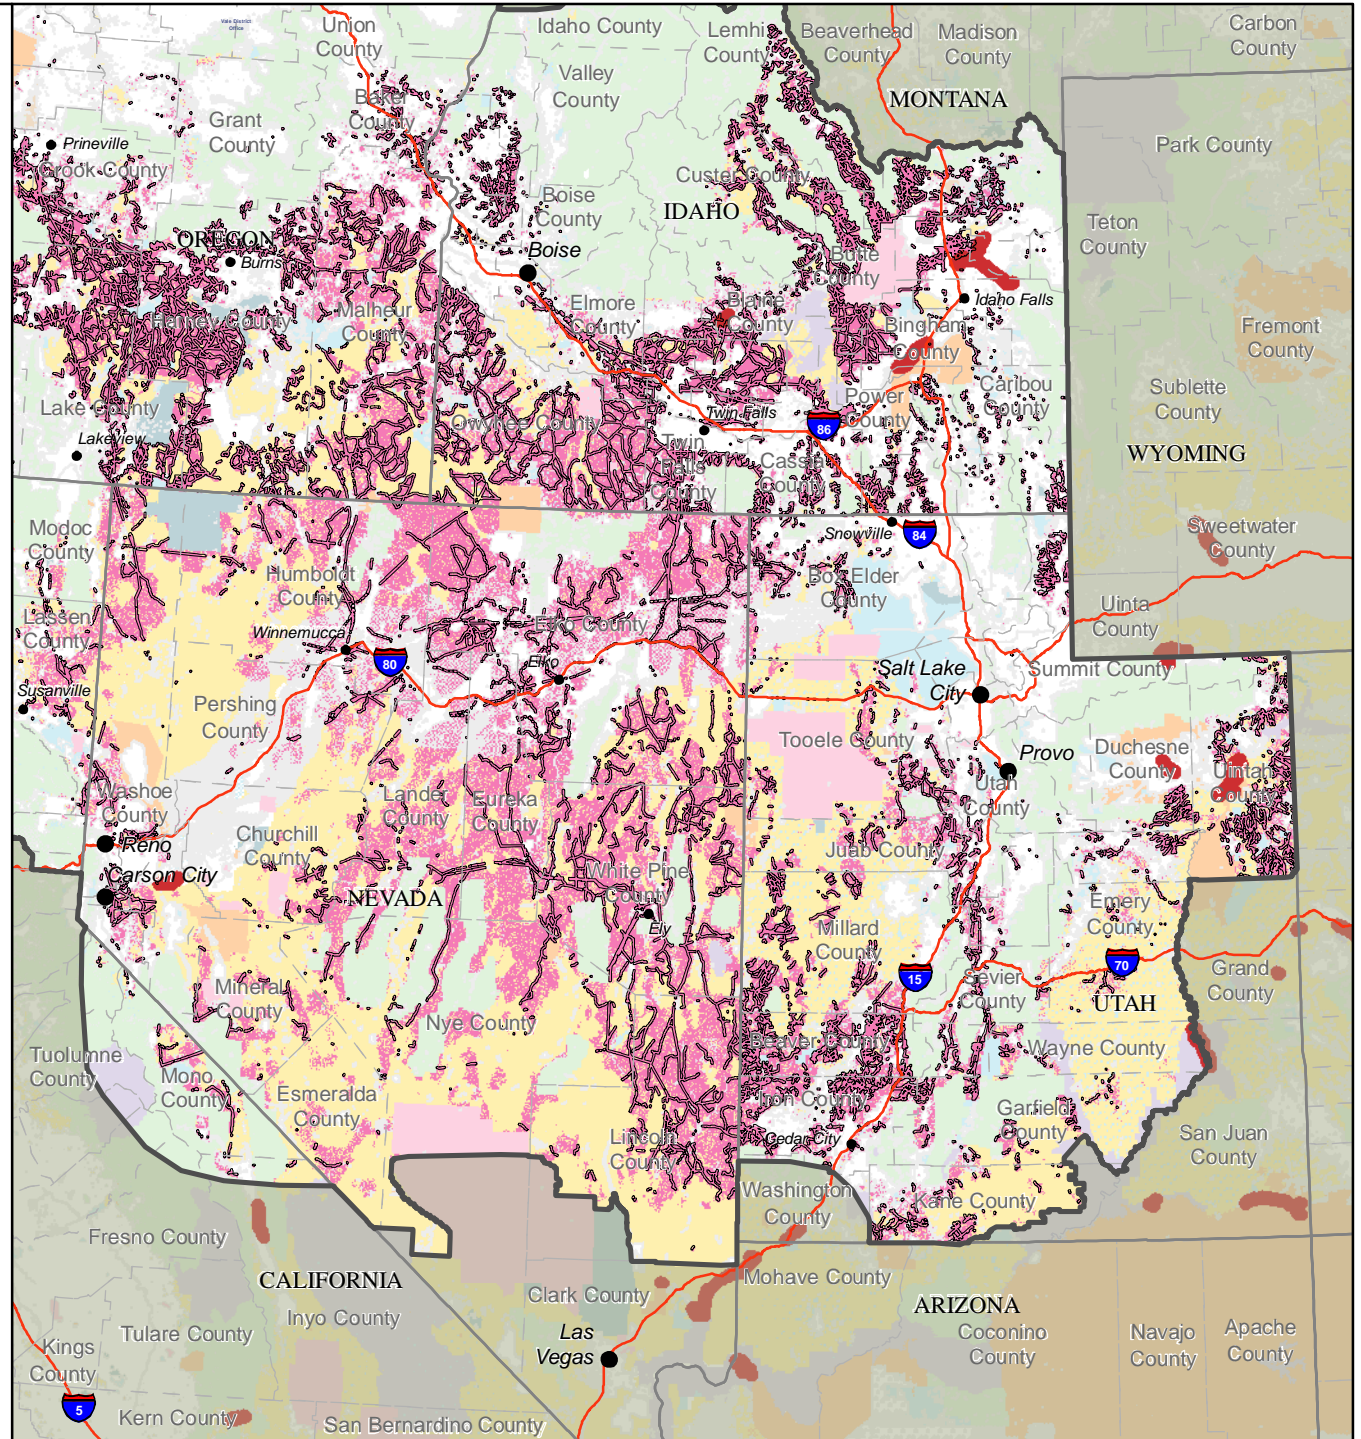 Vale District
Office
Union
County
Idaho County
Lemhi
County
Beaverhead
County
Madison
County
Carbon
County
Valley
County
Baker
County
MONTANA
Grant
County
Prineville
Crook County
Park County
Custer County
Boise
County
IDAHO
Teton
County
OREGON
Burns
Boise
Butte
County
Idaho Falls
Elmore
County
Blaine
County
Malheur
County
Harney County
Bingham
County
Fremont
County
Caribou
County
Sublette
County
Power
County
Lake County
Lakeview
Owyhee County
Twin Falls
86
Twin
Falls
County
Cassia
County
WYOMING
Modoc
County
Snowville
84
Sweetwater
County
Humboldt
County
Box Elder
County
Lassen
County
Elko County
Uinta
County
Winnemucca
80
Elko
Salt Lake
City
Summit County
Susanville
Pershing
County
Tooele County
Provo
Duchesne
County
Uintah
County
Utah
County
Washoe
County
Lander
County
Eureka
County
Churchill
County
Reno
Juab County
Carson City
White Pine
County
NEVADA
Ely
Emery
County
Millard
County
15
70
Grand
County
Sevier
County
Mineral
County
UTAH
Nye County
Beaver County
Wayne County
Tuolumne
County
Mono
County
Esmeralda
County
Iron County
Garfield
County
Cedar City
Lincoln
County
San Juan
County
Washington
County
Kane County
Fresno County
CALIFORNIA
Mohave County
Clark County
Inyo County
ARIZONA
Las
Vegas
Tulare County
Coconino
County
Navajo
County
Apache
County
Kings
County
5
Kern County
San Bernardino County